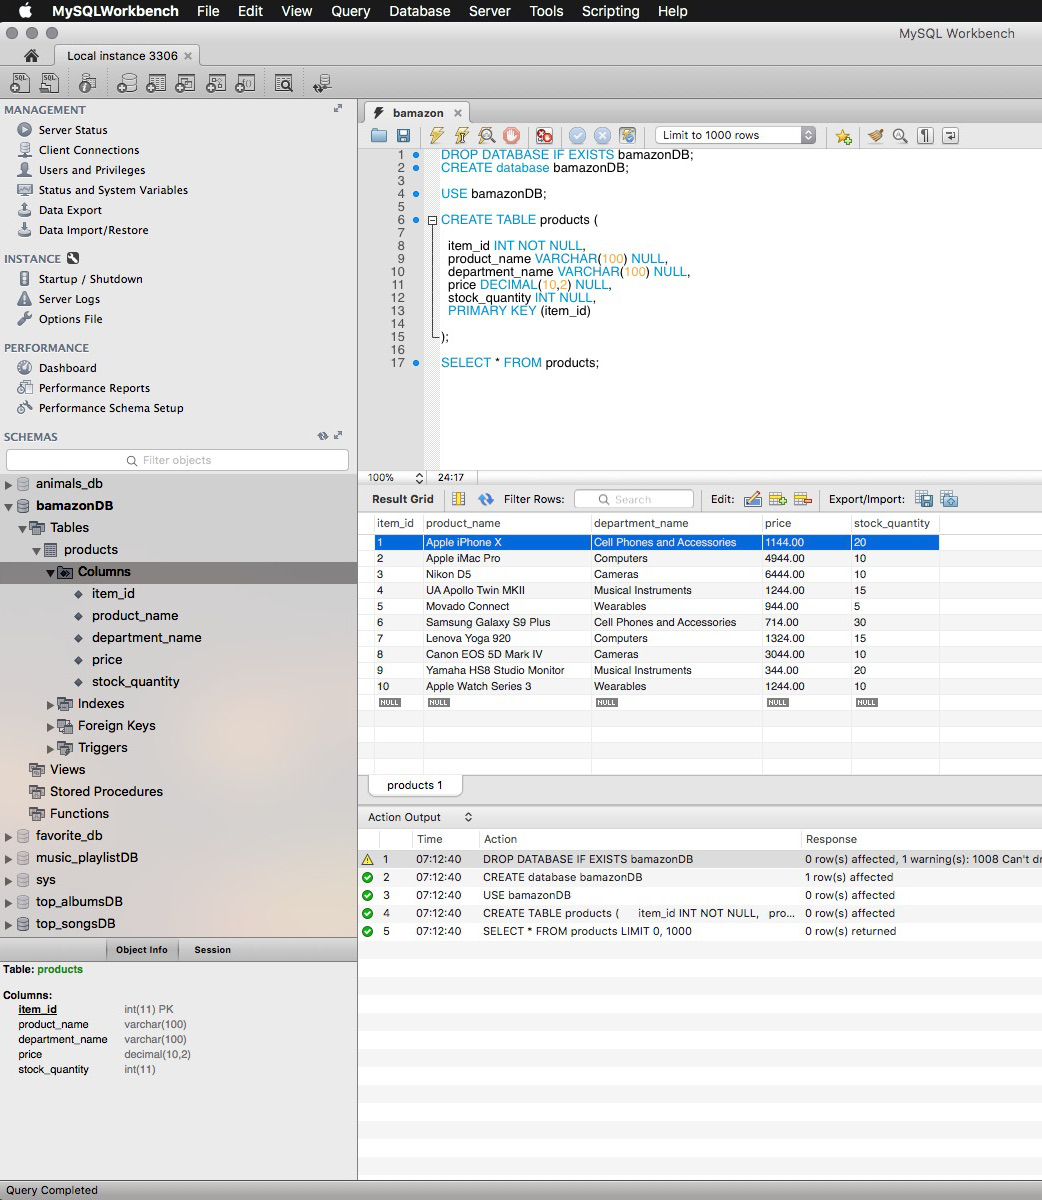 MySQLWorkbench File Edit View Query Database Server Tools Scripting Help
MySQL Workbench
Local instance 3306
MANAGEMENT
Server Status
Client Connections
Users and Privileges
Status and System Variables
Data Export
Data Import/Restore
INSTANCE
Startup / Shutdown
Server Logs
Options File
PERFORMANCE
Dashboard
Performance Reports
Performance Schema Setup
SCHEMAS
Filter objects
animals_db
bamazonDB
Tables
products
Columns
item_id
product_name
department_name
price
stock_quantity
Indexes
Foreign Keys
Triggers
Views
Stored Procedures
Functions
favorite_db
music_playlistDB
sys
top_albumsDB
top_songsDB
Object Info Session
Table: products
Columns:
item_id int(11) PK
product_name varchar(100)
department_name varchar(100)
price decimal(10,2)
stock_quantity int(11)
bamazon
Limit to 1000 rows
1 DROP DATABASE IF EXISTS bamazonDB;
2 CREATE database bamazonDB;
3
4 USE bamazonDB;
5
6 CREATE TABLE products (
7
8 item_id INT NOT NULL,
9 product_name VARCHAR(100) NULL,
10 department_name VARCHAR(100) NULL,
11 price DECIMAL(10,2) NULL,
12 stock_quantity INT NULL,
13 PRIMARY KEY (item_id)
14
15 );
16
17 SELECT * FROM products;
100% 24:17
Result Grid Filter Rows: Search Edit: Export/Import:
item_id product_name department_name price stock_quantity
1 Apple iPhone X Cell Phones and Accessories 1144.00 20
2 Apple iMac Pro Computers 4944.00 10
3 Nikon D5 Cameras 6444.00 10
4 UA Apollo Twin MKII Musical Instruments 1244.00 15
5 Movado Connect Wearables 944.00 5
6 Samsung Galaxy S9 Plus Cell Phones and Accessories 714.00 30
7 Lenova Yoga 920 Computers 1324.00 15
8 Canon EOS 5D Mark IV Cameras 3044.00 10
9 Yamaha HS8 Studio Monitor Musical Instruments 344.00 20
10 Apple Watch Series 3 Wearables 1244.00 10
NULL NULL NULL NULL NULL
products 1
Action Output
Time Action Response
1 07:12:40 DROP DATABASE IF EXISTS bamazonDB 0 row(s) affected, 1 warning(s): 1008 Can't dr
2 07:12:40 CREATE database bamazonDB 1 row(s) affected
3 07:12:40 USE bamazonDB 0 row(s) affected
4 07:12:40 CREATE TABLE products ( item_id INT NOT NULL, pro... 0 row(s) affected
5 07:12:40 SELECT * FROM products LIMIT 0, 1000 0 row(s) returned
Query Completed